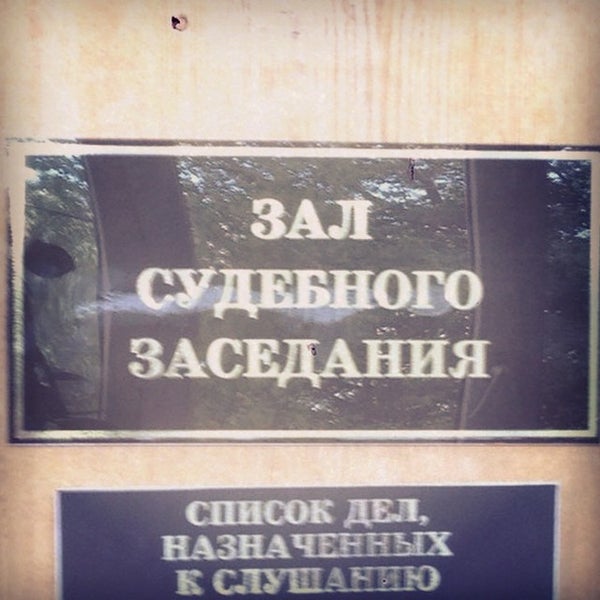 ЗАЛ
СУДЕБНОГО
ЗАСЕДАНИЯ
СПИСОК ДЕЛ,
НАЗНАЧЕННЫХ
К СЛУШАНИЮ